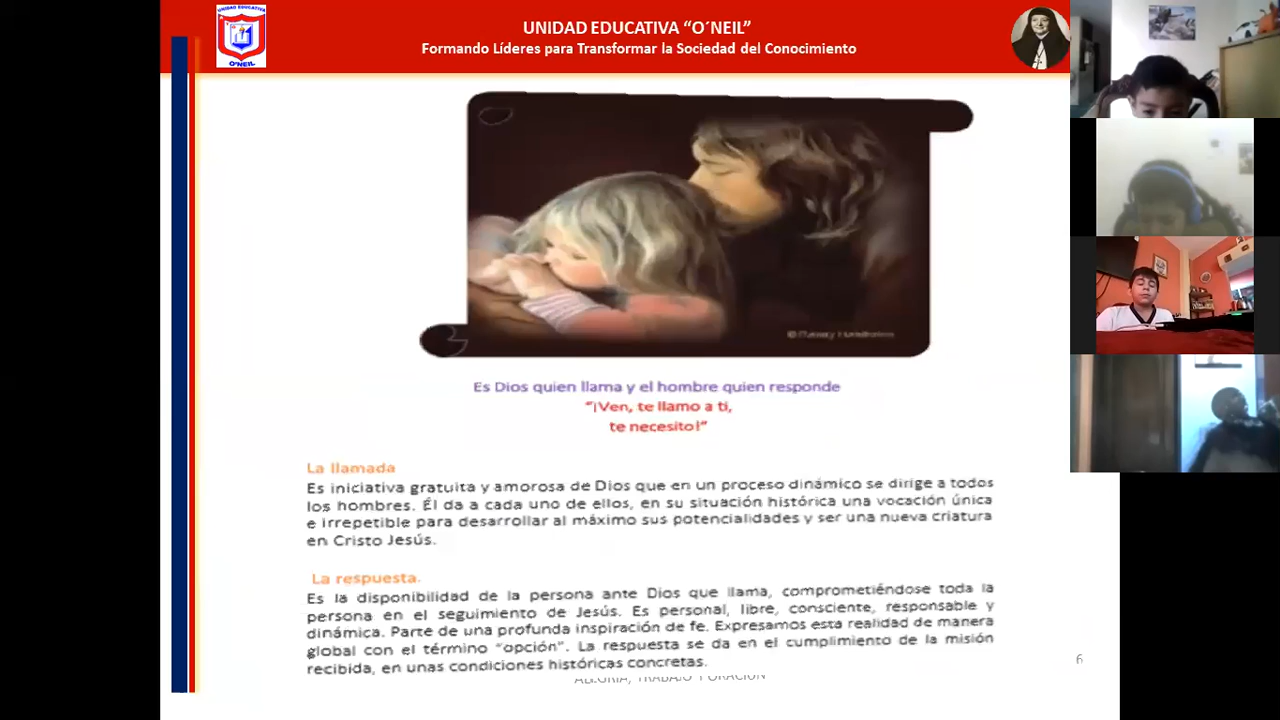 UNIDAD EDUCATIVA
O'NEIL
UNIDAD EDUCATIVA “O´NEIL”
Formando Líderes para Transformar la Sociedad del Conocimiento
Es Dios quien llama y el hombre quien responde
“¡Ven, te llamo a ti,
te necesito!”
La llamada
Es iniciativa gratuita y amorosa de Dios que en un proceso dinámico se dirige a todos
los hombres. Él da a cada uno de ellos, en su situación histórica una vocación única
e irrepetible para desarrollar al máximo sus potencialidades y ser una nueva criatura
en Cristo Jesús.
La respuesta.
Es la disponibilidad de la persona ante Dios que llama, comprometiéndose toda la
persona en el seguimiento de Jesús. Es personal, libre, consciente, responsable y
dinámica. Parte de una profunda inspiración de fe. Expresamos esta realidad de manera
global con el término “opción”. La respuesta se da en el cumplimiento de la misión
recibida, en unas condiciones históricas concretas.
ALEGRÍA, TRABAJO Y ORACIÓN
6